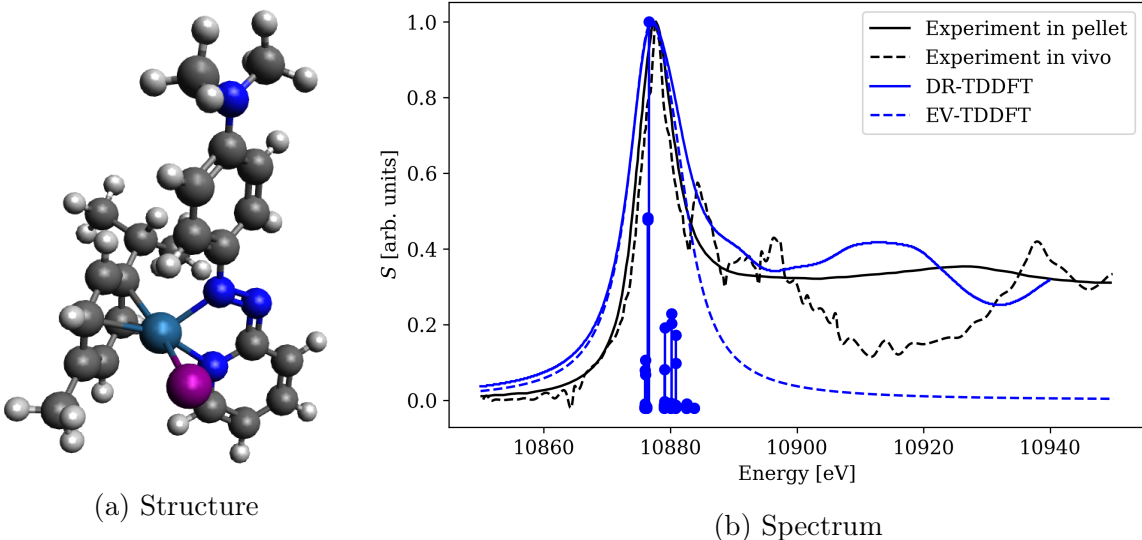 1.0
0.8
0.6
0.4
0.2
0.0
S [arb. units]
Experiment in pellet
Experiment in vivo
DR-TDDFT
EV-TDDFT
10860
10880
10900
10920
10940
Energy [eV]
(a) Structure
(b) Spectrum